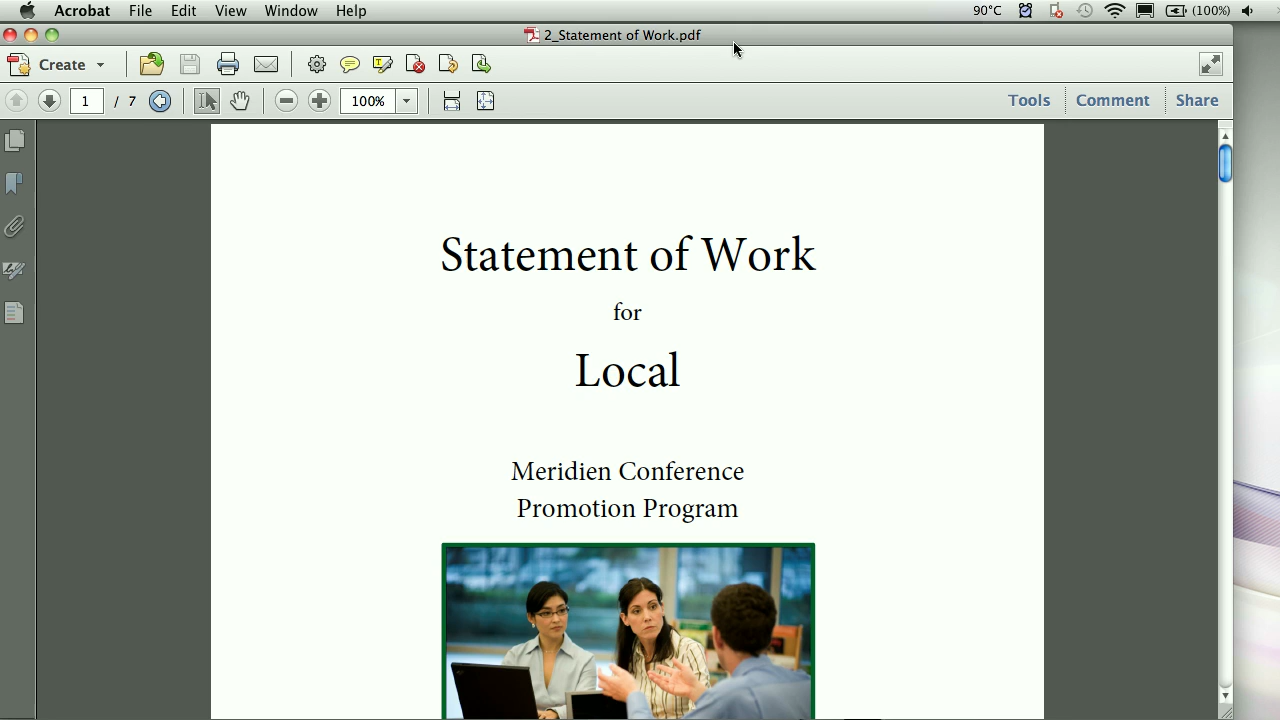 Acrobat File Edit View Window Help 90°C (100%)
2_Statement of Work.pdf
Create
1 / 7 100% Tools Comment Share
Statement of Work
for
Local
Meridien Conference
Promotion Program